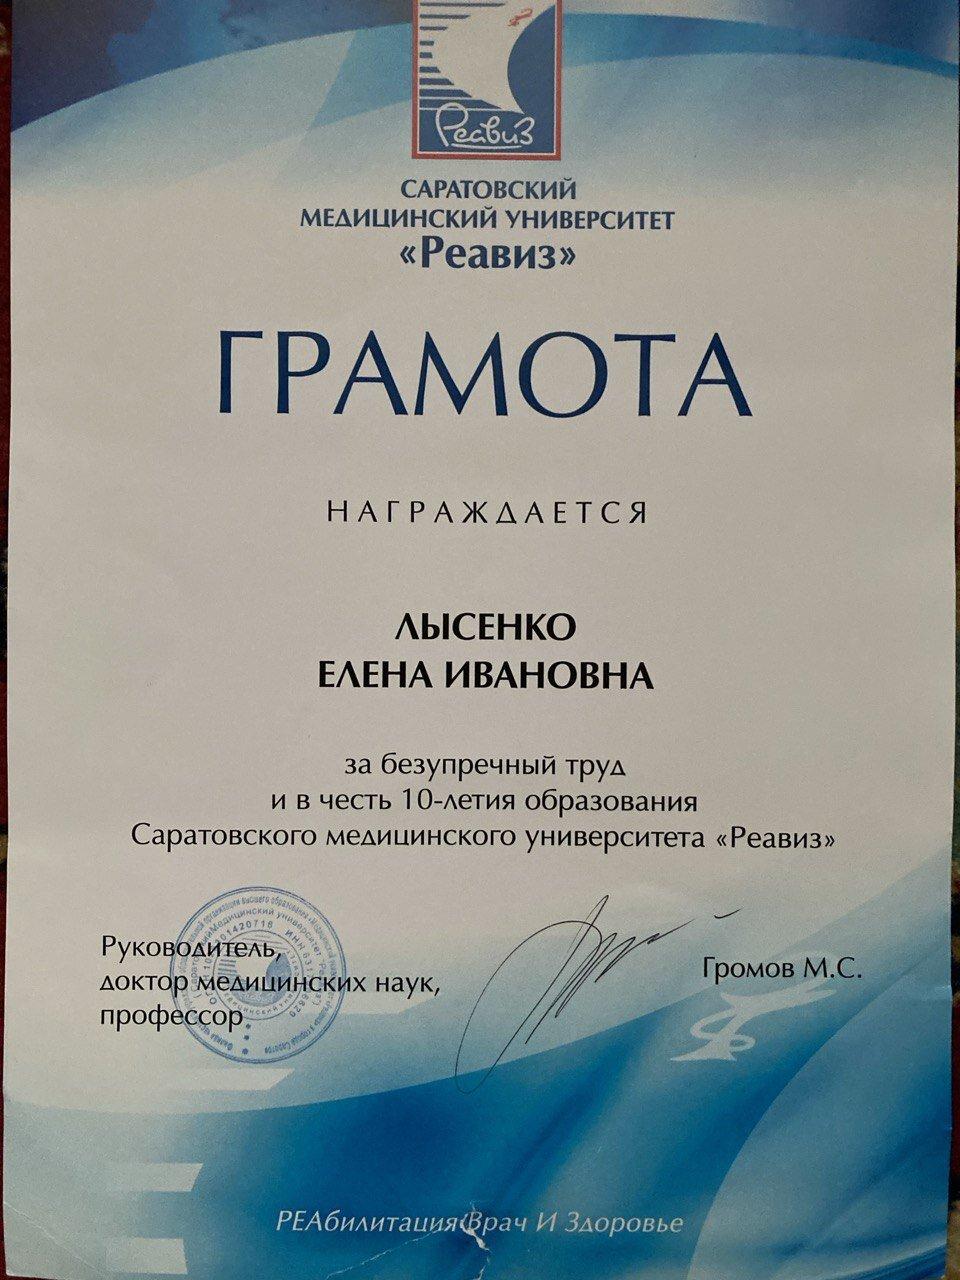 Реавиз
САРАТОВСКИЙ
МЕДИЦИНСКИЙ УНИВЕРСИТЕТ
«Реавиз»
ГРАМОТА
НАГРАЖДАЕТСЯ
ЛЫСЕНКО
ЕЛЕНА ИВАНОВНА
за безупречный труд
и в честь 10-летия образования
Саратовского медицинского университета «Реавиз»
Руководитель,
доктор медицинских наук,
профессор
Громов М.С.
РЕАбилитация Врач И Здоровье